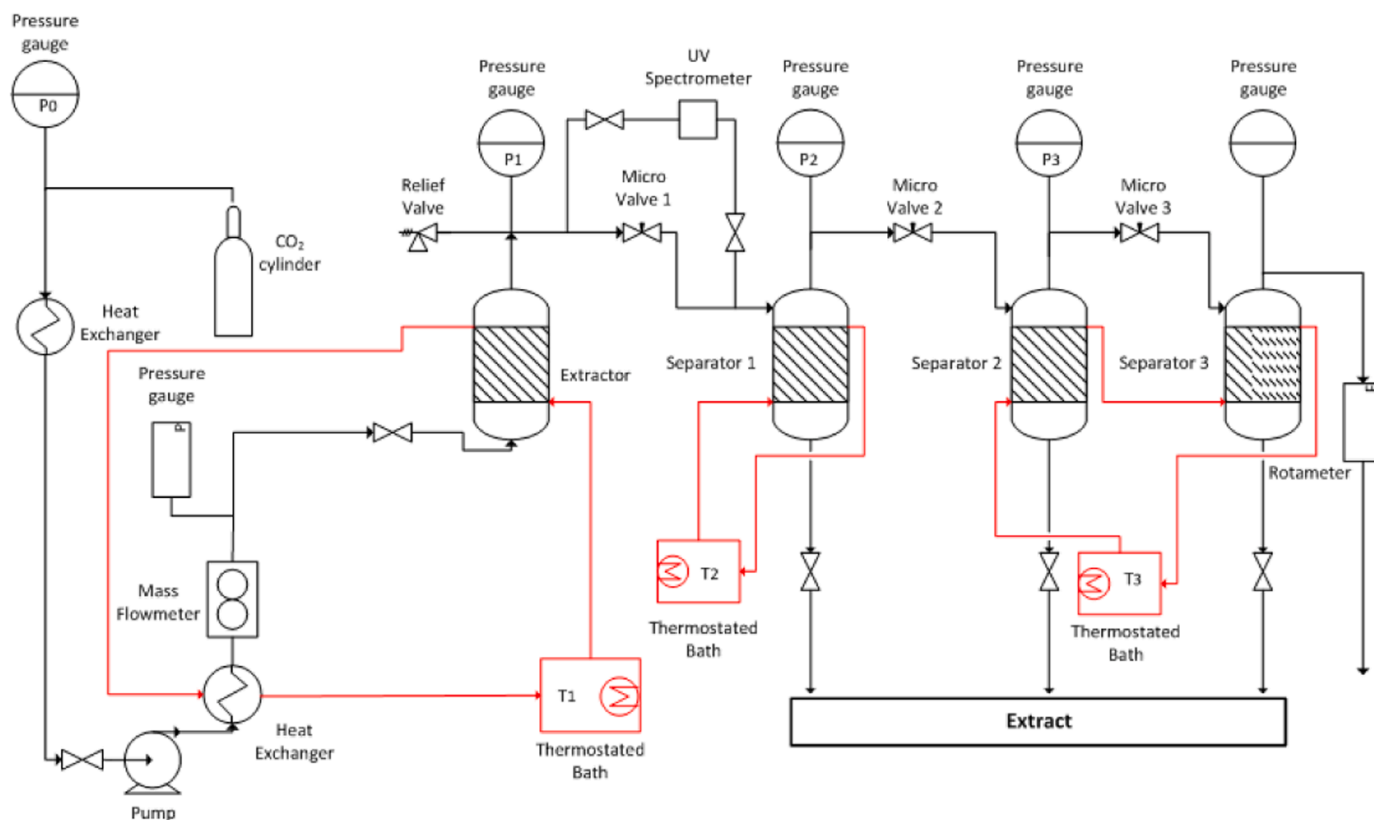 Pressure
gauge
P0
CO₂
cylinder
Heat
Exchanger
Pressure
gauge
P
Mass
Flowmeter
Heat
Exchanger
Pump
Relief
Valve
Pressure
gauge
P1
Extractor
T1
Thermostated
Bath
UV
Spectrometer
Micro
Valve 1
Pressure
gauge
P2
Separator 1
T2
Thermostated
Bath
Micro
Valve 2
Pressure
gauge
P3
Separator 2
T3
Thermostated
Bath
Micro
Valve 3
Pressure
gauge
Separator 3
Rotameter
Extract